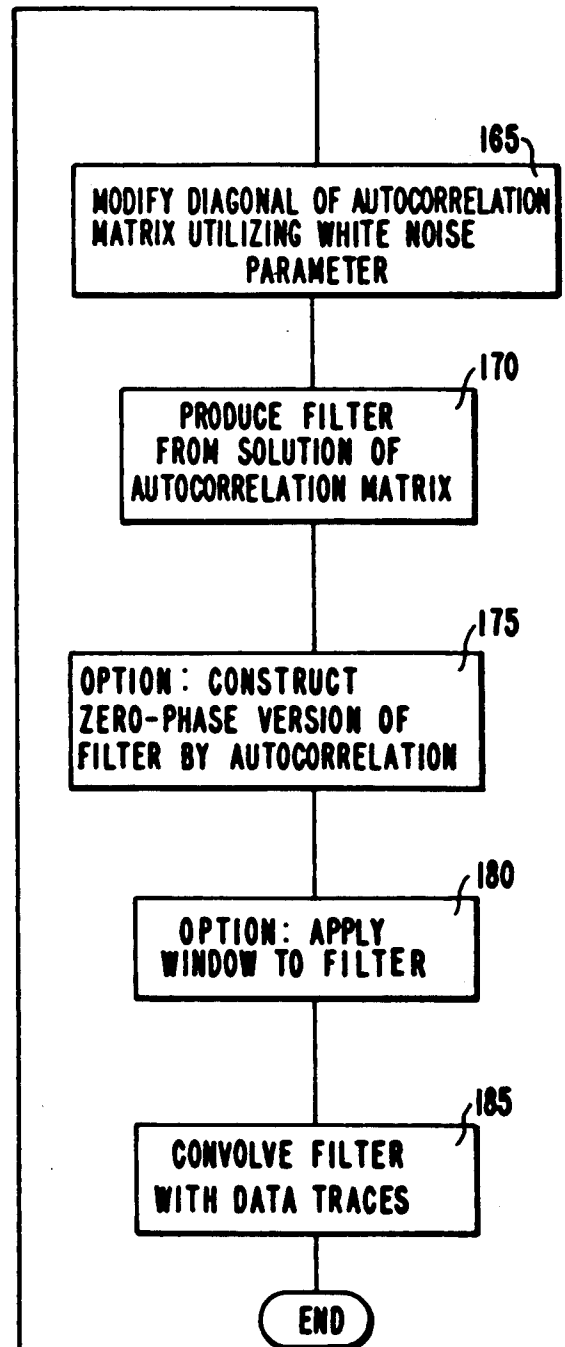 165
MODIFY DIAGONAL OF AUTOCORRELATION
MATRIX UTILIZING WHITE NOISE
PARAMETER
170
PRODUCE FILTER
FROM SOLUTION OF
AUTOCORRELATION MATRIX
175
OPTION: CONSTRUCT
ZERO-PHASE VERSION OF
FILTER BY AUTOCORRELATION
180
OPTION: APPLY
WINDOW TO FILTER
185
CONVOLVE FILTER
WITH DATA TRACES
END